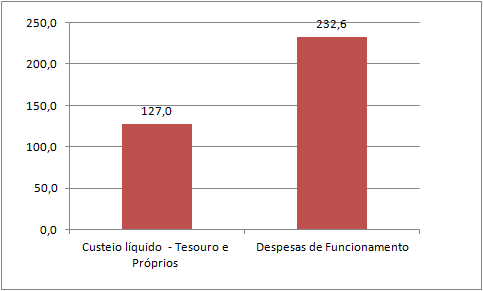 250,0
232,6
200,0
150,0
127,0
100,0
50,0
0,0
Custeio líquido - Tesouro e
Próprios
Despesas de Funcionamento